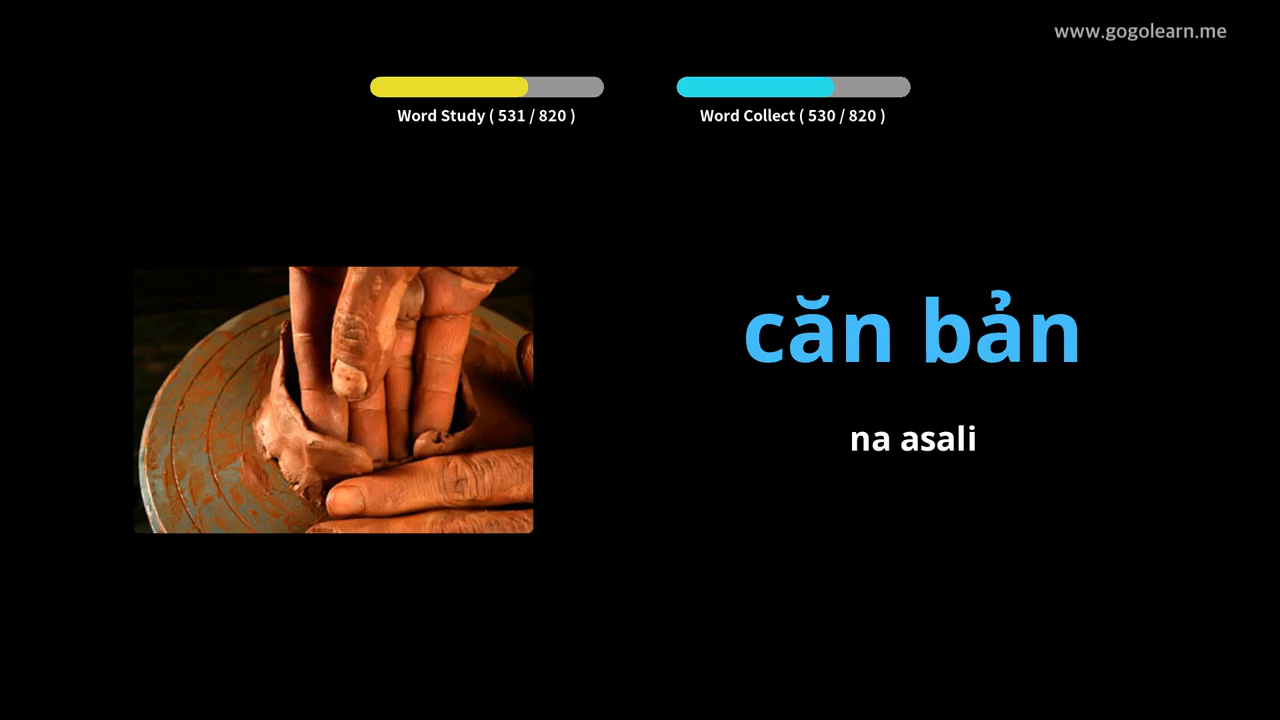 www.gogolearn.me
Word Study ( 531 / 820 )
Word Collect ( 530 / 820 )
căn bản
na asali